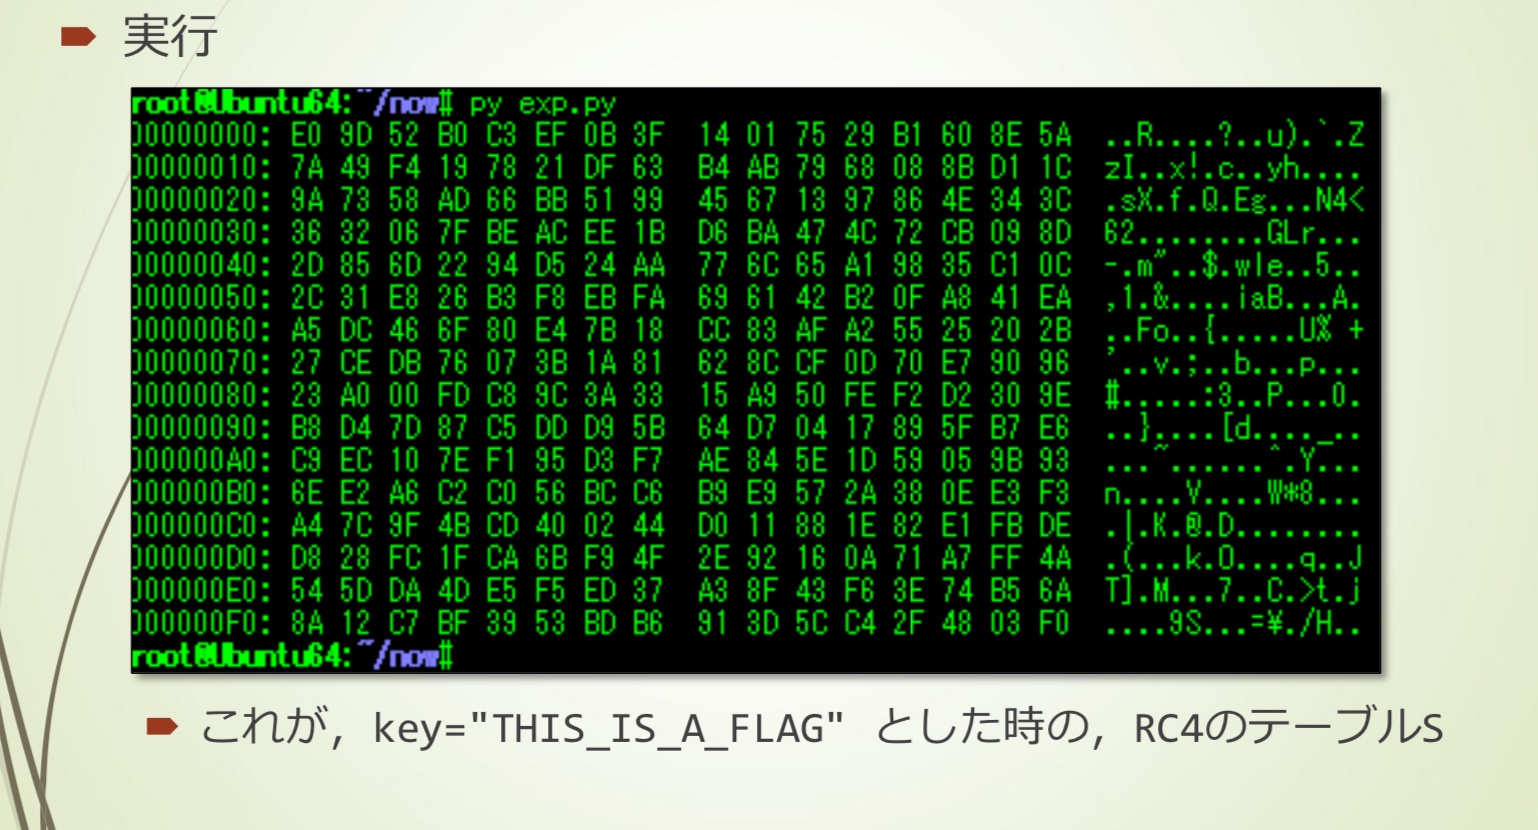 実行
root@Ubuntu64:~/now# py exp.py
00000000: E0 9D 52 B0 C3 EF 0B 3F  14 01 75 29 B1 60 8E 5A  ..R....?..u).`.Z
00000010: 7A 49 F4 19 78 21 DF 63  B4 AB 79 68 08 8B D1 1C  zI..x!.c..yh....
00000020: 9A 73 58 AD 66 BB 51 99  45 67 13 97 86 4E 34 3C  .sX.f.Q.Eg...N4<
00000030: 36 32 06 7F BE AC EE 1B  D6 BA 47 4C 72 CB 09 8D  62........GLr...
00000040: 2D 85 6D 22 94 D5 24 AA  77 6C 65 A1 98 35 C1 0C  -.m"..$.wle..5..
00000050: 2C 31 E8 26 B3 F8 EB FA  69 61 42 B2 0F A8 41 EA  ,1.&....iaB...A.
00000060: A5 DC 46 6F 80 E4 7B 18  CC 83 AF A2 55 25 20 2B  ..Fo..{.....U% +
00000070: 27 CE DB 76 07 3B 1A 81  62 8C CF 0D 70 E7 90 96  '..v.;..b...p...
00000080: 23 A0 00 FD C8 9C 3A 33  15 A9 50 FE F2 D2 30 9E  #.....:3..P...0.
00000090: B8 D4 7D 87 C5 DD D9 5B  64 D7 04 17 89 5F B7 E6  ..}....[d...._..
000000A0: C9 EC 10 7E F1 95 D3 F7  AE 84 5E 1D 59 05 9B 93  ...~......^.Y...
000000B0: 6E E2 A6 C2 C0 56 BC C6  B9 E9 57 2A 38 0E E3 F3  n....V....W*8...
000000C0: A4 7C 9F 4B CD 40 02 44  D0 11 88 1E 82 E1 FB DE  .|.K.@.D........
000000D0: D8 28 FC 1F CA 6B F9 4F  2E 92 16 0A 71 A7 FF 4A  .(...k.O....q..J
000000E0: 54 5D DA 4D E5 F5 ED 37  A3 8F 43 F6 3E 74 B5 6A  T].M...7..C.>t.j
000000F0: 8A 12 C7 BF 39 53 BD B6  91 3D 5C C4 2F 48 03 F0  ....9S...=¥./H..
root@Ubuntu64:~/now#
これが, key="THIS_IS_A_FLAG" とした時の, RC4のテーブルS